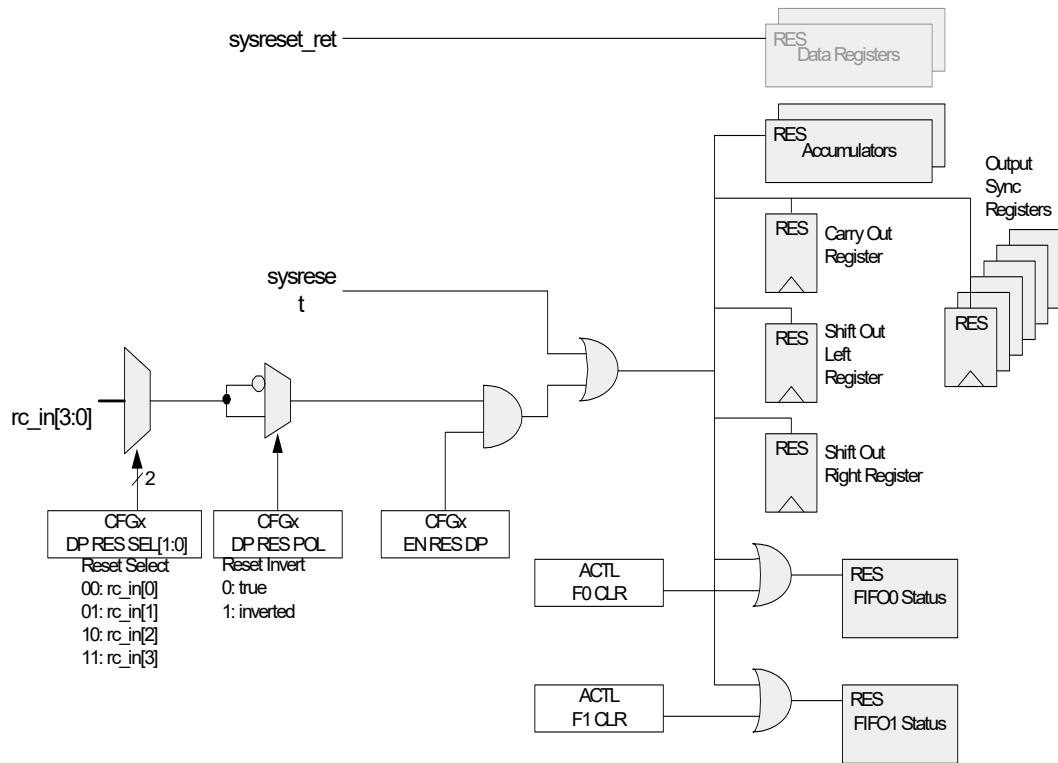 sysreset_ret
RES
Data Registers
RES
Accumulators
Output
Sync
Registers
RES
Carry Out
Register
sysrese
t
RES
Shift Out
Left
Register
RES
rc_in[3:0]
2
RES
Shift Out
Right Register
CFGx
DP RES SEL[1:0]
CFGx
DP RES POL
CFGx
EN RES DP
Reset Select
00: rc_in[0]
01: rc_in[1]
10: rc_in[2]
11: rc_in[3]
Reset Invert
0: true
1: inverted
ACTL
F0 CLR
RES
FIFO0 Status
ACTL
F1 CLR
RES
FIFO1 Status